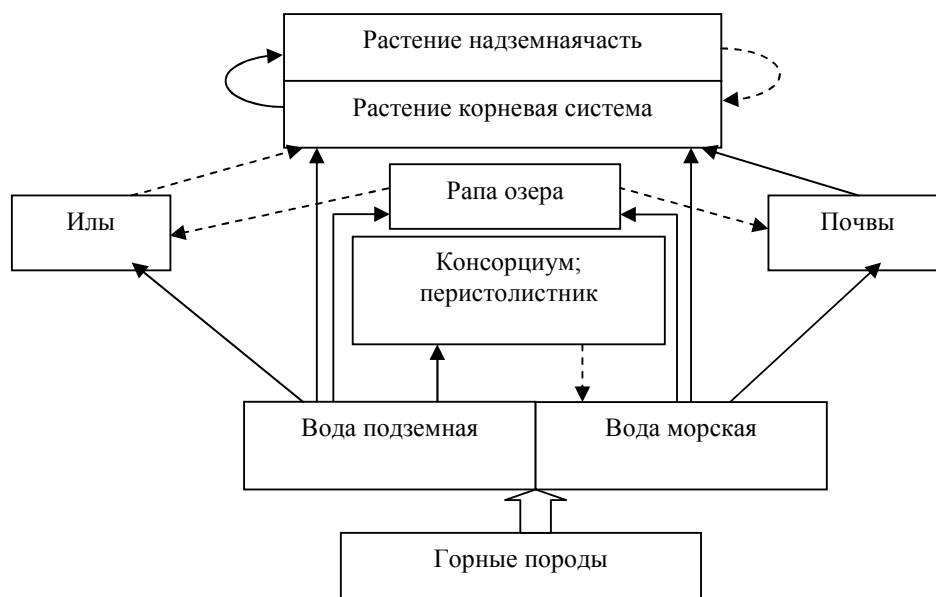 Растение надземнаячасть
Растение корневая система
Илы
Рапа озера
Почвы
Консорциум;
перистолистник
Вода подземная
Вода морская
Горные породы